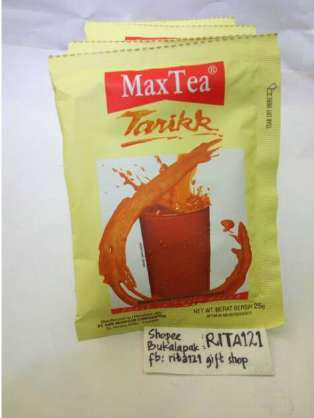 MaxTea®
Tarikk
NET WT./BERAT BERSIH 25g
Shopee
Bukalapak : RITA121
fb: rita121 gift shop